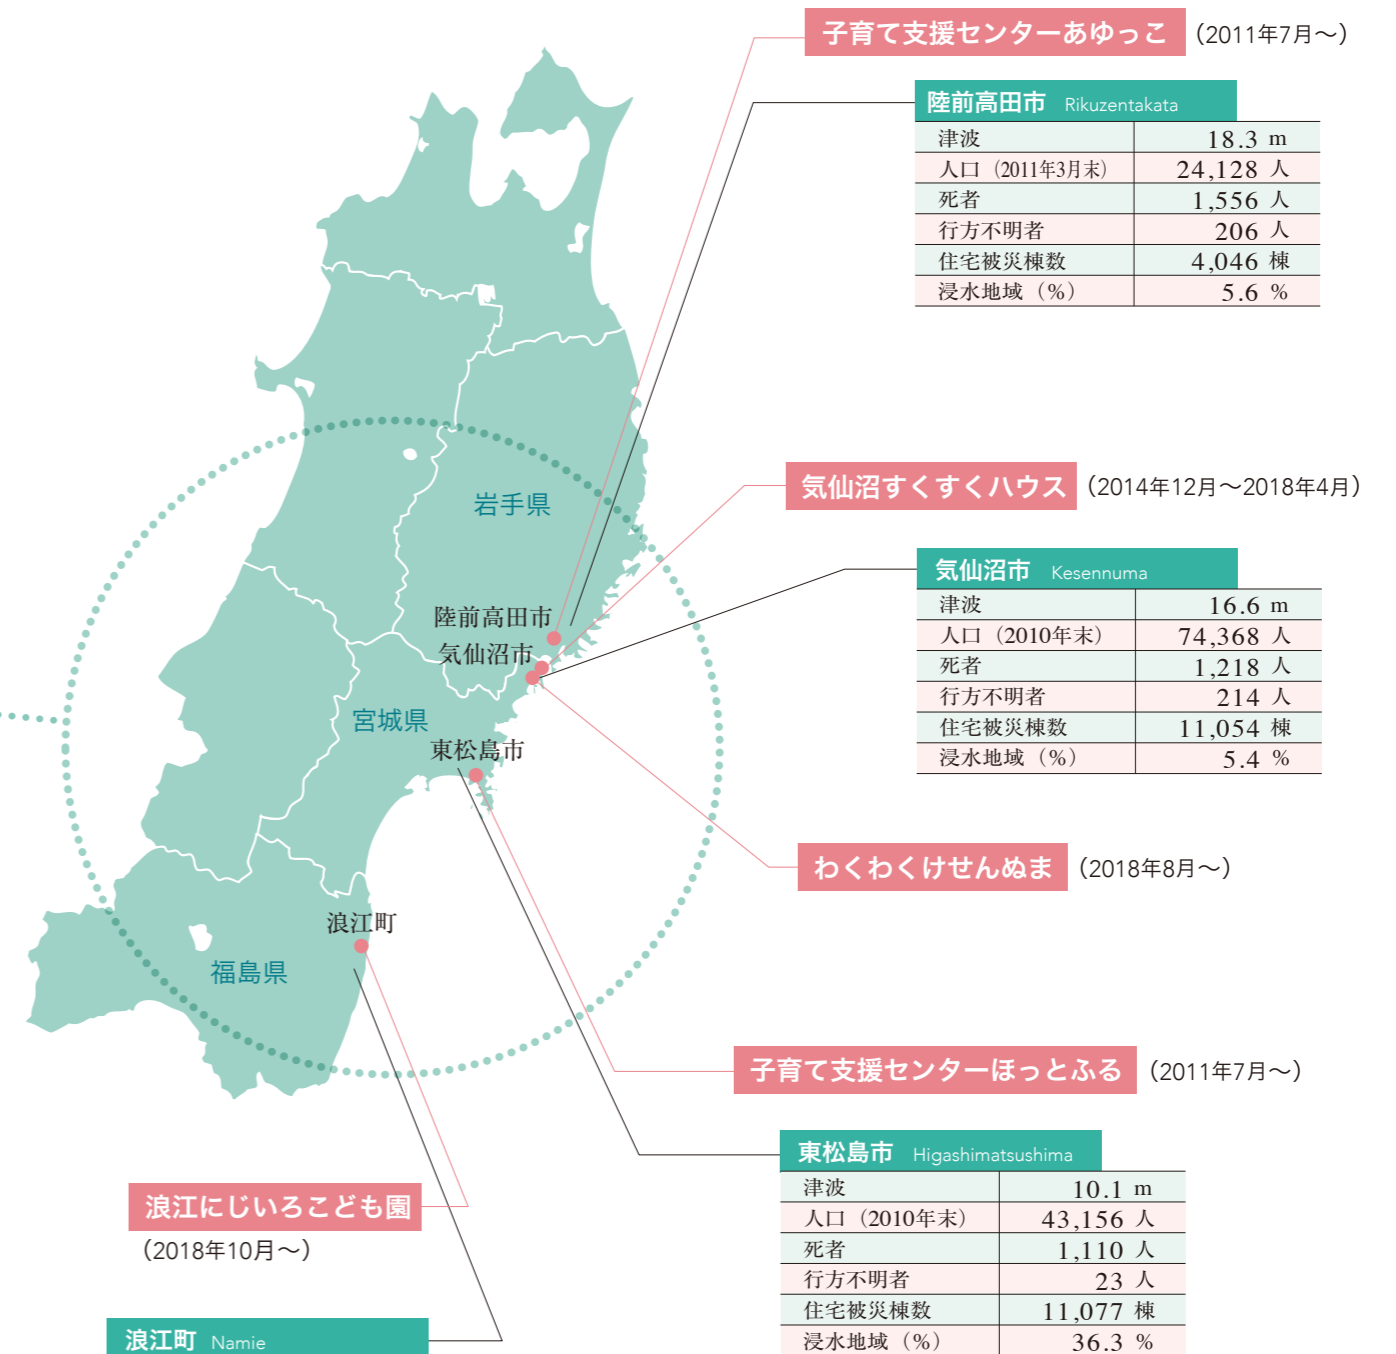 子育て支援センターあゆっこ （2011年7月〜）
陸前高田市 Rikuzentakata
津波 18.3 m
人口（2011年3月末） 24,128 人
死者 1,556 人
行方不明者 206 人
住宅被災棟数 4,046 棟
浸水地域（%） 5.6 %
気仙沼すくすくハウス （2014年12月〜2018年4月）
岩手県
気仙沼市 Kesennuma
津波 16.6 m
人口（2010年末） 74,368 人
死者 1,218 人
行方不明者 214 人
住宅被災棟数 11,054 棟
浸水地域（%） 5.4 %
陸前高田市
気仙沼市
宮城県
東松島市
わくわくけせんぬま （2018年8月〜）
浪江町
福島県
子育て支援センターほっとふる （2011年7月〜）
東松島市 Higashimatsushima
津波 10.1 m
人口（2010年末） 43,156 人
死者 1,110 人
行方不明者 23 人
住宅被災棟数 11,077 棟
浸水地域（%） 36.3 %
浪江にじいろこども園
（2018年10月〜）
浪江町 Namie